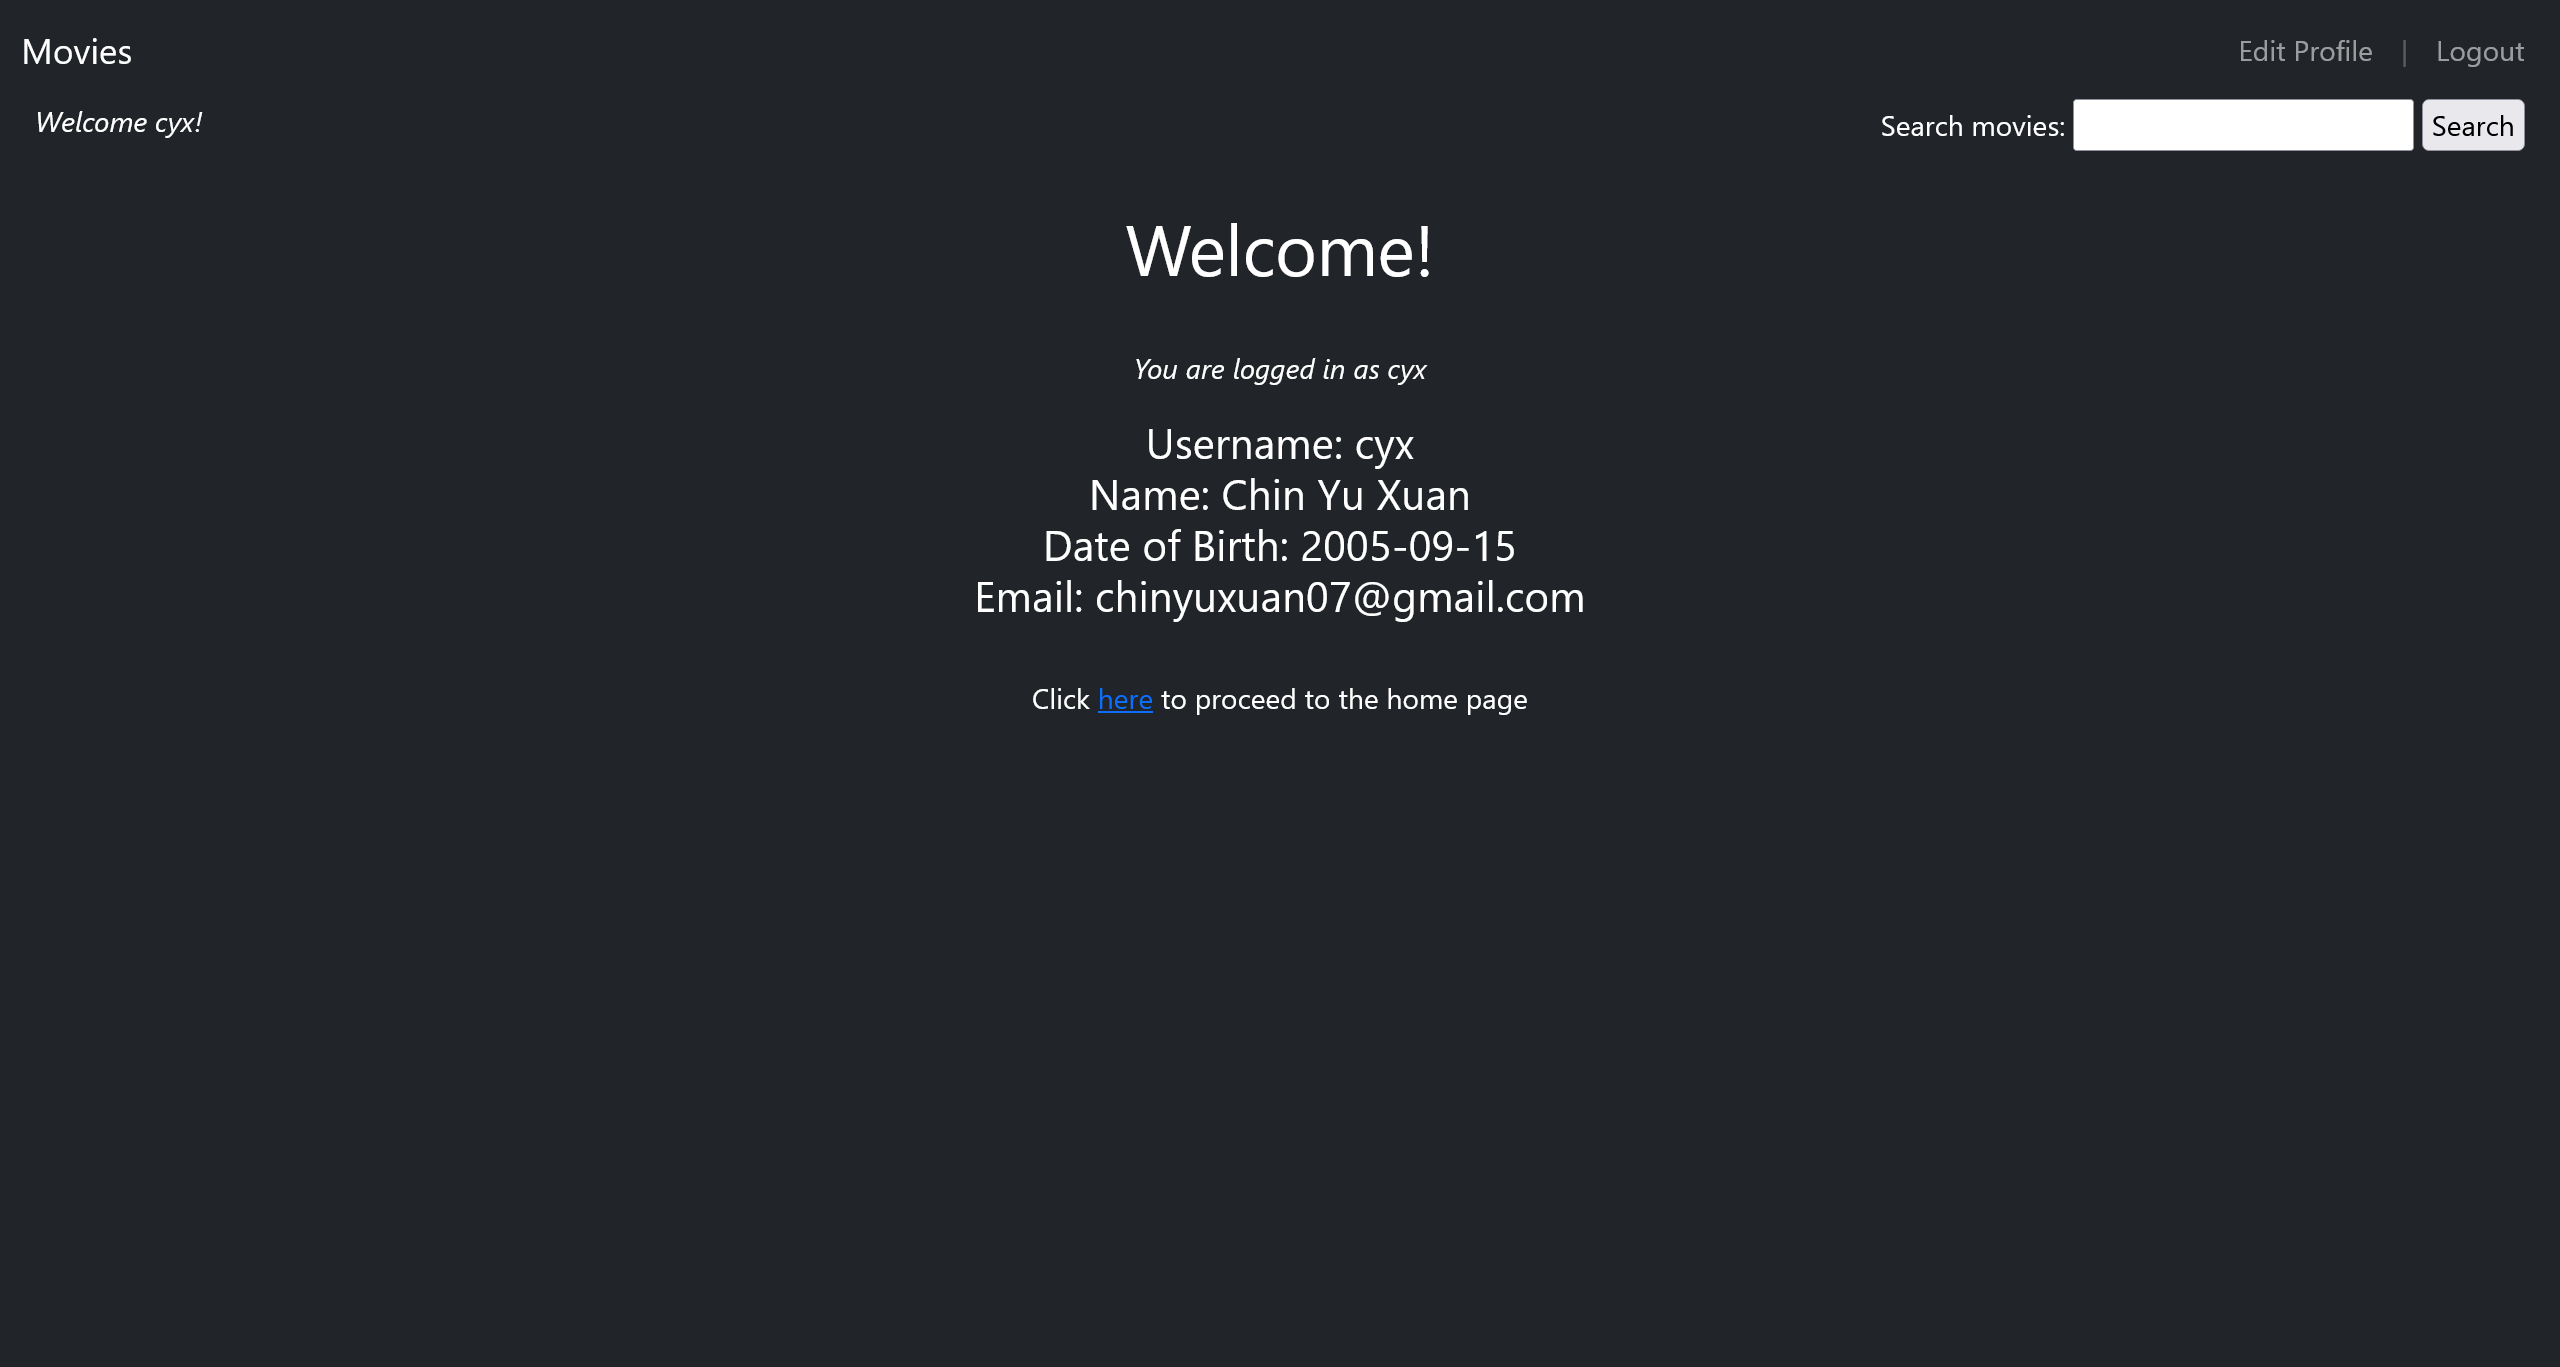 Movies
Edit Profile | Logout
Welcome cyx!
Search movies: Search
Welcome!
You are logged in as cyx
Username: cyx
Name: Chin Yu Xuan
Date of Birth: 2005-09-15
Email: chinyuxuan07@gmail.com
Click here to proceed to the home page